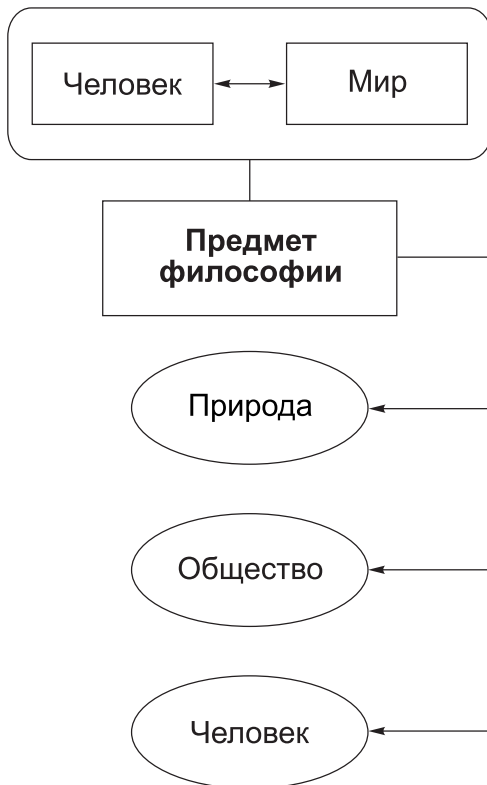 Человек
Мир
Предмет
философии
Природа
Общество
Человек